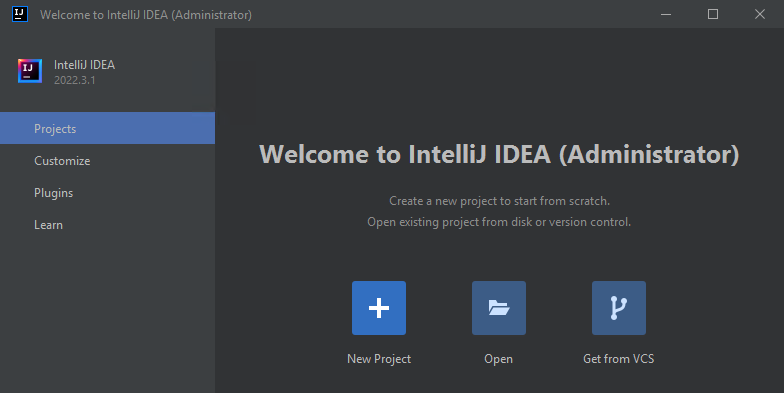 Welcome to IntelliJ IDEA (Administrator)
IJ
IntelliJ IDEA
2022.3.1
Projects
Customize
Plugins
Learn
Welcome to IntelliJ IDEA (Administrator)
Create a new project to start from scratch.
Open existing project from disk or version control.
New Project
Open
Get from VCS